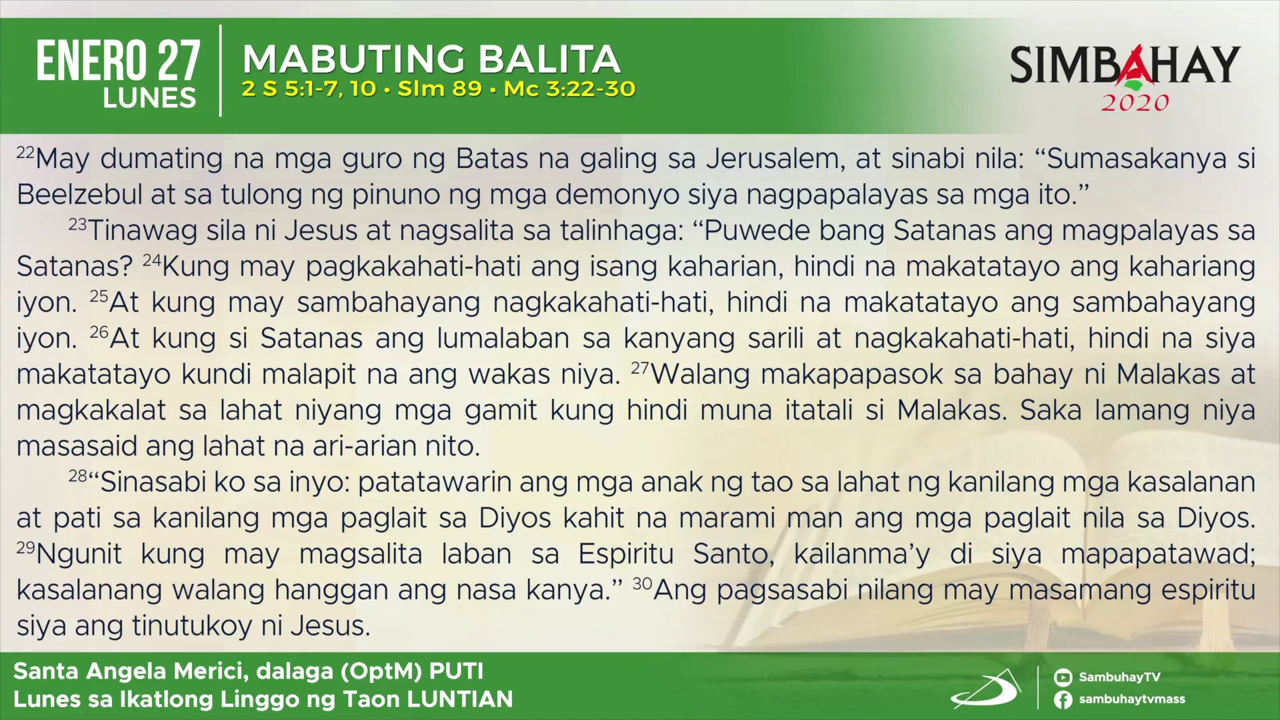 ENERO 27
LUNES
MABUTING BALITA
2 S 5:1-7, 10 • Slm 89 • Mc 3:22-30
SIMBAHAY
2020
²²May dumating na mga guro ng Batas na galing sa Jerusalem, at sinabi nila: “Sumasakanya si
Beelzebul at sa tulong ng pinuno ng mga demonyo siya nagpapalayas sa mga ito.”
²³Tinawag sila ni Jesus at nagsalita sa talinhaga: “Puwede bang Satanas ang magpalayas sa
Satanas? ²⁴Kung may pagkakahati-hati ang isang kaharian, hindi na makatatayo ang kahariang
iyon. ²⁵At kung may sambahayang nagkakahati-hati, hindi na makatatayo ang sambahayang
iyon. ²⁶At kung si Satanas ang lumalaban sa kanyang sarili at nagkakahati-hati, hindi na siya
makatatayo kundi malapit na ang wakas niya. ²⁷Walang makapapasok sa bahay ni Malakas at
magkakalat sa lahat niyang mga gamit kung hindi muna itatali si Malakas. Saka lamang niya
masasaid ang lahat na ari-arian nito.
²⁸“Sinasabi ko sa inyo: patatawarin ang mga anak ng tao sa lahat ng kanilang mga kasalanan
at pati sa kanilang mga paglait sa Diyos kahit na marami man ang mga paglait nila sa Diyos.
²⁹Ngunit kung may magsalita laban sa Espiritu Santo, kailanma’y di siya mapapatawad;
kasalanang walang hanggan ang nasa kanya.” ³⁰Ang pagsasabi nilang may masamang espiritu
siya ang tinutukoy ni Jesus.
Santa Angela Merici, dalaga (OptM) PUTI
Lunes sa Ikatlong Linggo ng Taon LUNTIAN
SambuhayTV
sambuhaytvmass